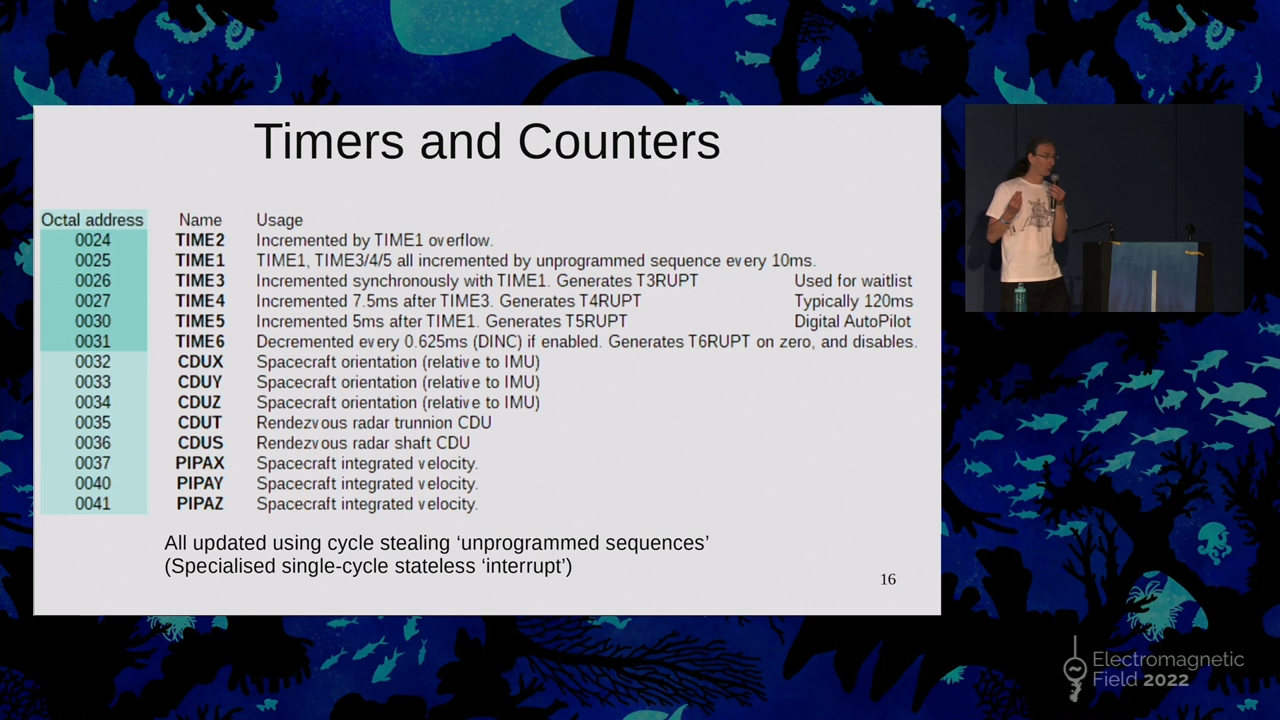 Timers and Counters
Octal address Name Usage
0024 TIME2 Incremented by TIME1 overflow.
0025 TIME1 TIME1, TIME3/4/5 all incremented by unprogrammed sequence every 10ms.
0026 TIME3 Incremented synchronously with TIME1. Generates T3RUPT Used for waitlist
0027 TIME4 Incremented 7.5ms after TIME3. Generates T4RUPT Typically 120ms
0030 TIME5 Incremented 5ms after TIME1. Generates T5RUPT Digital AutoPilot
0031 TIME6 Decremented every 0.625ms (DINC) if enabled. Generates T6RUPT on zero, and disables.
0032 CDUX Spacecraft orientation (relative to IMU)
0033 CDUY Spacecraft orientation (relative to IMU)
0034 CDUZ Spacecraft orientation (relative to IMU)
0035 CDUT Rendezvous radar trunnion CDU
0036 CDUS Rendezvous radar shaft CDU
0037 PIPAX Spacecraft integrated velocity.
0040 PIPAY Spacecraft integrated velocity.
0041 PIPAZ Spacecraft integrated velocity.
All updated using cycle stealing ‘unprogrammed sequences’
(Specialised single-cycle stateless ‘interrupt’)
16
Electromagnetic
Field 2022